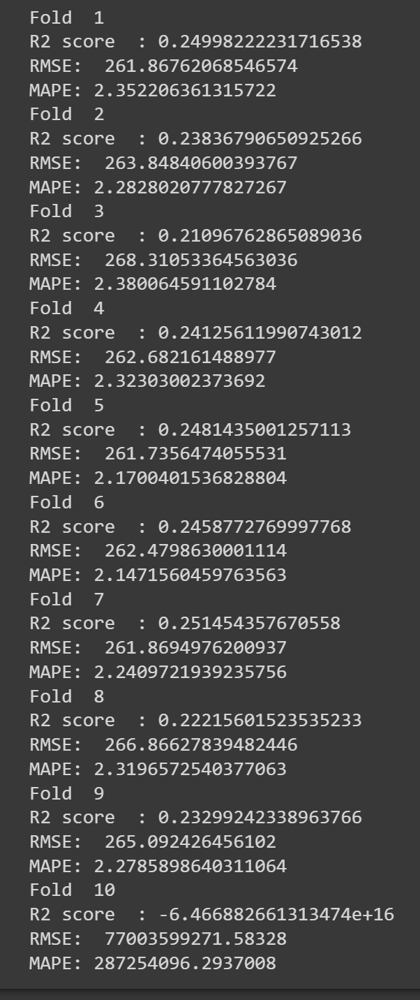 Fold  1
R2 score  : 0.24998222231716538
RMSE:  261.86762068546574
MAPE: 2.352206361315722
Fold  2
R2 score  : 0.23836790650925266
RMSE:  263.84840600393767
MAPE: 2.2828020777827267
Fold  3
R2 score  : 0.21096762865089036
RMSE:  268.31053364563036
MAPE: 2.380064591102784
Fold  4
R2 score  : 0.24125611990743012
RMSE:  262.682161488977
MAPE: 2.32303002373692
Fold  5
R2 score  : 0.2481435001257113
RMSE:  261.7356474055531
MAPE: 2.1700401536828804
Fold  6
R2 score  : 0.2458772769997768
RMSE:  262.4798630001114
MAPE: 2.1471560459763563
Fold  7
R2 score  : 0.251454357670558
RMSE:  261.8694976200937
MAPE: 2.2409721939235756
Fold  8
R2 score  : 0.22215601523535233
RMSE:  266.86627839482446
MAPE: 2.3196572540377063
Fold  9
R2 score  : 0.23299242338963766
RMSE:  265.092426456102
MAPE: 2.2785898640311064
Fold  10
R2 score  : -6.466882661313474e+16
RMSE:  77003599271.58328
MAPE: 287254096.2937008